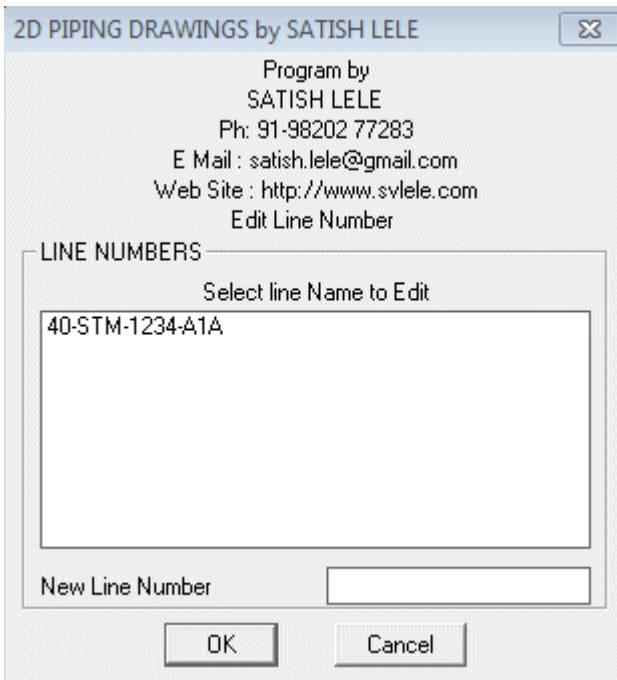 2D PIPING DRAWINGS by SATISH LELE
Program by
SATISH LELE
Ph: 91-98202 77283
E Mail : satish.lele@gmail.com
Web Site : http://www.svlele.com
Edit Line Number
LINE NUMBERS
Select line Name to Edit
40-STM-1234-A1A
New Line Number
OK Cancel